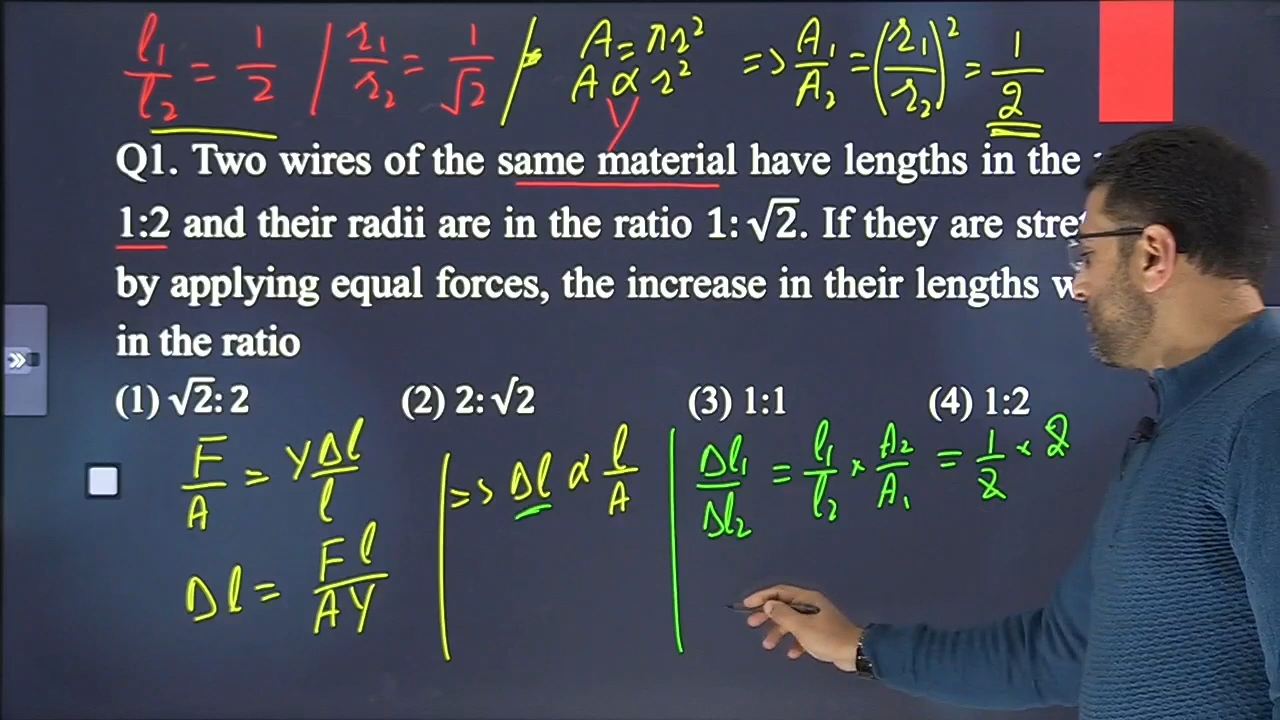 l₁/l₂ = 1/2 / r₁/r₂ = 1/√2 / A = πr² => A₁/A₂ = (r₁/r₂)² = 1/2
A ∝ r²
Y
Q1. Two wires of the same material have lengths in the
1:2 and their radii are in the ratio 1: √2. If they are
by applying equal forces, the increase in their lengths
in the ratio
(1) √2: 2 (2) 2: √2 (3) 1:1 (4) 1:2
F/A = YΔl/l => Δl ∝ l/A Δl₁/Δl₂ = l₁/l₂ × A₂/A₁ = 1/2 × 2
Δl = Fl/AY